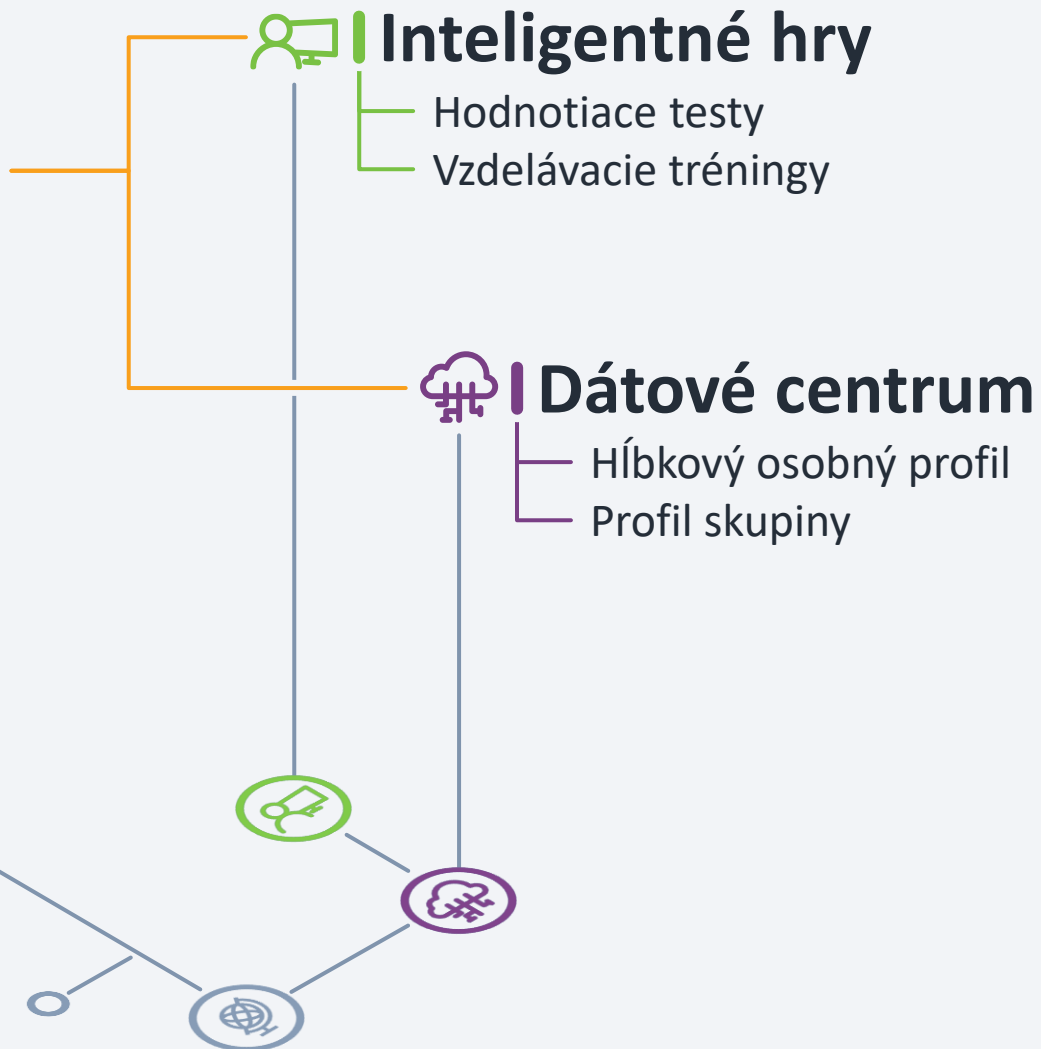 Inteligentné hry
Hodnotiace testy
Vzdelávacie tréningy
Dátové centrum
Hĺbkový osobný profil
Profil skupiny